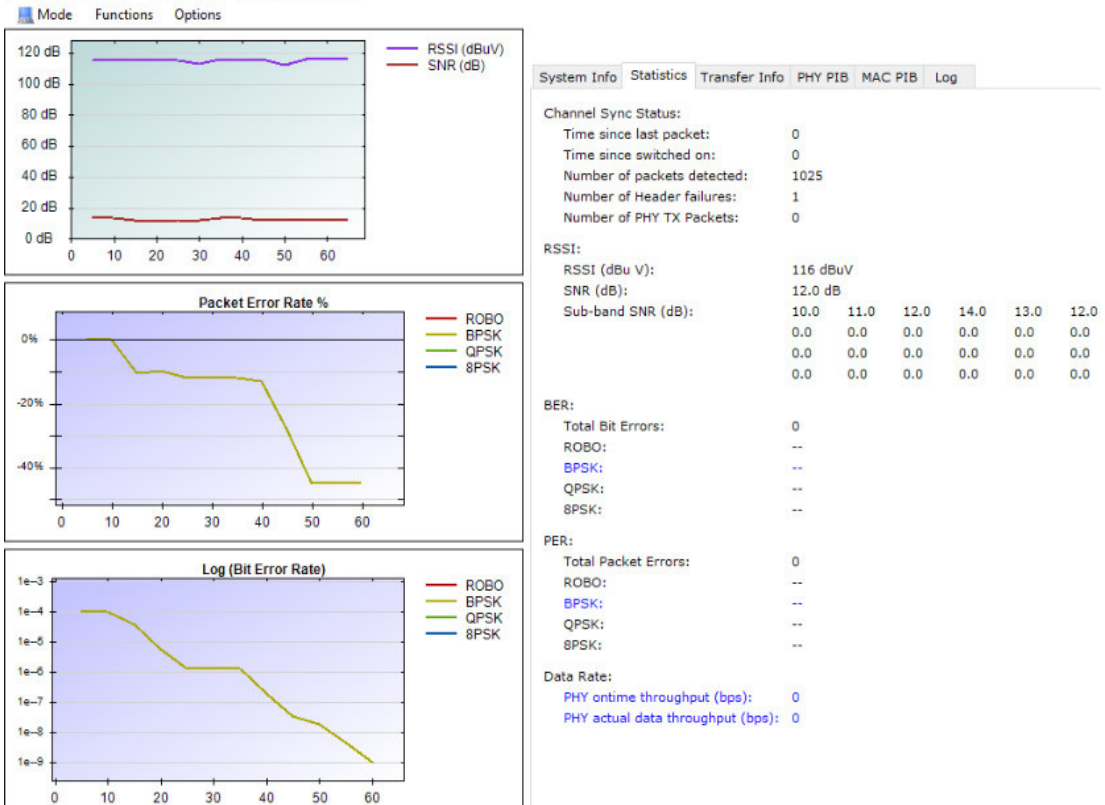 Mode Functions Options
120 dB
100 dB
80 dB
60 dB
40 dB
20 dB
0 dB
0 10 20 30 40 50 60
RSSI (dBuV)
SNR (dB)
Packet Error Rate %
0%
-20%
-40%
0 10 20 30 40 50 60
ROBO
BPSK
QPSK
8PSK
Log (Bit Error Rate)
1e-3
1e-4
1e-5
1e-6
1e-7
1e-8
1e-9
0 10 20 30 40 50 60
ROBO
BPSK
QPSK
8PSK
System Info Statistics Transfer Info PHY PIB MAC PIB Log
Channel Sync Status:
Time since last packet: 0
Time since switched on: 0
Number of packets detected: 1025
Number of Header failures: 1
Number of PHY TX Packets: 0
RSSI:
RSSI (dBu V): 116 dBuV
SNR (dB): 12.0 dB
Sub-band SNR (dB): 10.0 11.0 12.0 14.0 13.0 12.0
0.0 0.0 0.0 0.0 0.0 0.0
0.0 0.0 0.0 0.0 0.0 0.0
0.0 0.0 0.0 0.0 0.0 0.0
BER:
Total Bit Errors: 0
ROBO: --
BPSK: --
QPSK: --
8PSK: --
PER:
Total Packet Errors: 0
ROBO: --
BPSK: --
QPSK: --
8PSK: --
Data Rate:
PHY ontime throughput (bps): 0
PHY actual data throughput (bps): 0